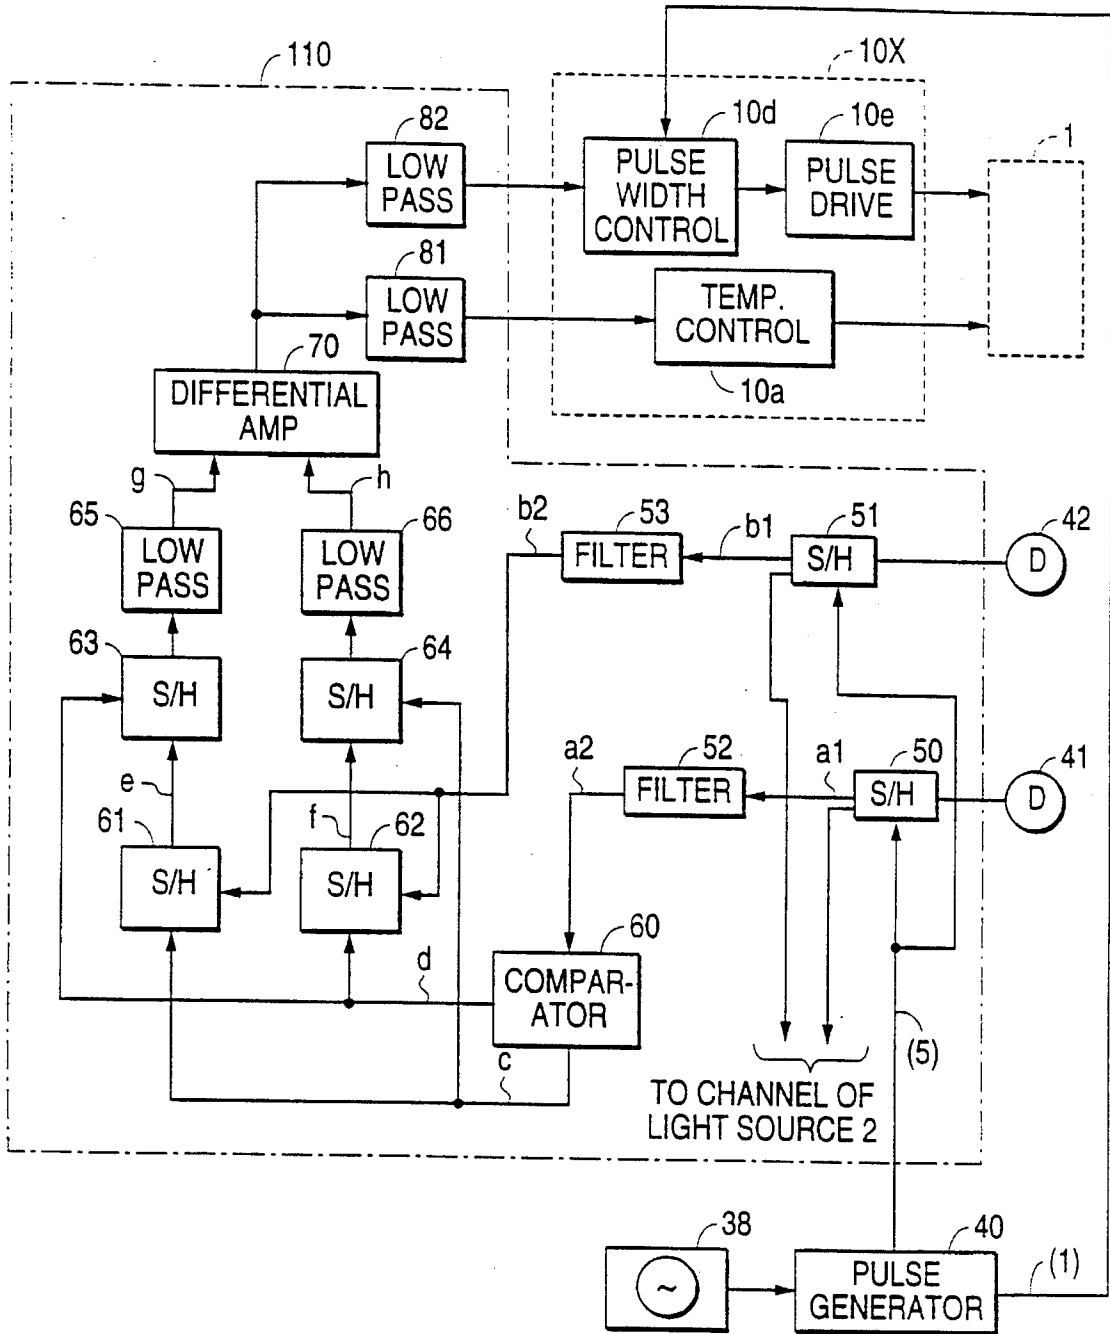 110
10X
82
10d
10e
1
LOW
PASS
PULSE
WIDTH
CONTROL
PULSE
DRIVE
81
LOW
PASS
TEMP.
CONTROL
70
10a
DIFFERENTIAL
AMP
g
h
65
66
b2
53
b1
51
42
LOW
PASS
LOW
PASS
FILTER
S/H
D
63
64
S/H
S/H
a2
52
a1
50
41
e
FILTER
S/H
D
61
f
62
S/H
S/H
60
d
COMPAR-
ATOR
(5)
c
TO CHANNEL OF
LIGHT SOURCE 2
38
40
(1)
~
PULSE
GENERATOR